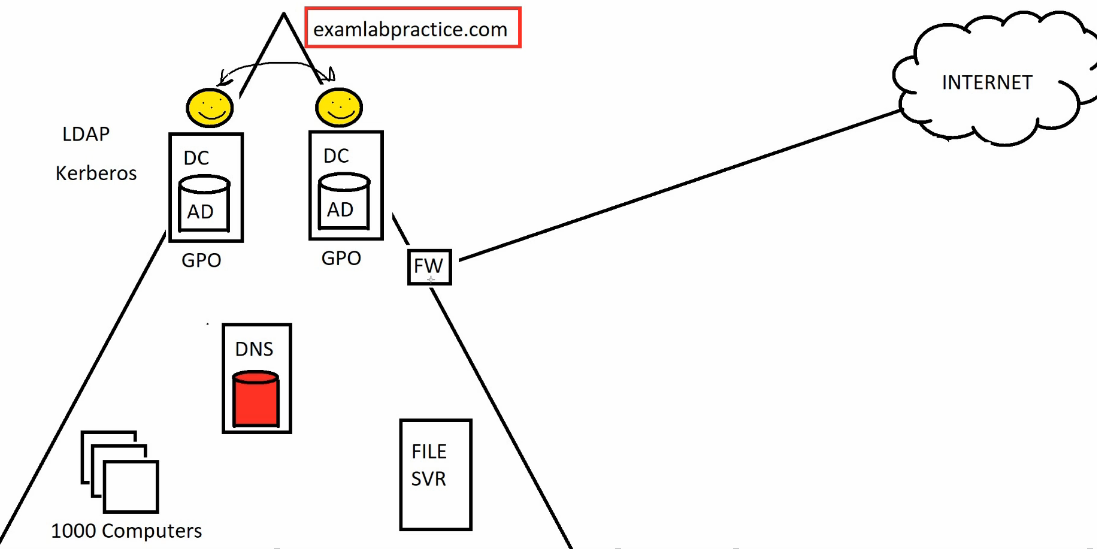 examlabpractice.com
INTERNET
LDAP
Kerberos
DC
AD
GPO
DC
AD
GPO
FW
DNS
FILE
SVR
1000 Computers